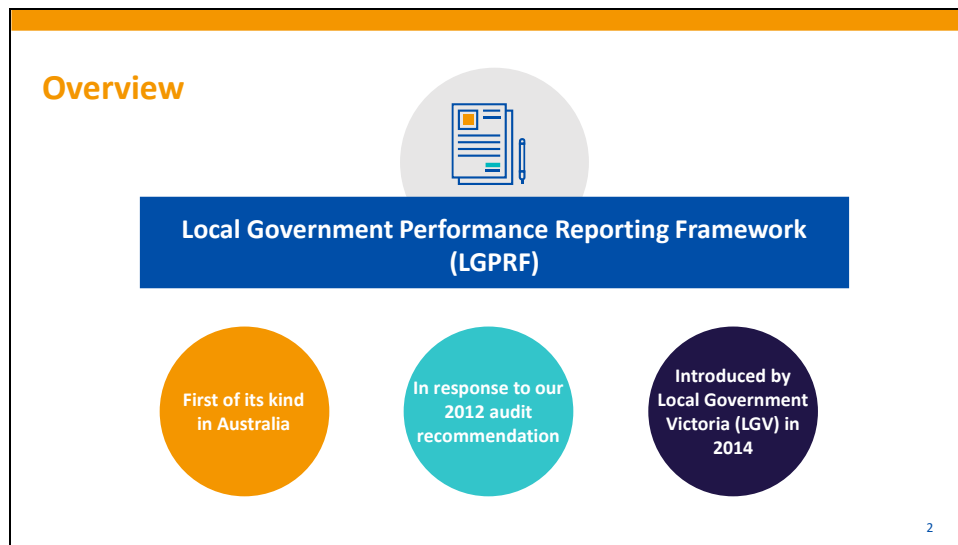 Overview
Local Government Performance Reporting Framework
(LGPRF)
First of its kind
in Australia
In response to our
2012 audit
recommendation
Introduced by
Local Government
Victoria (LGV) in
2014
2